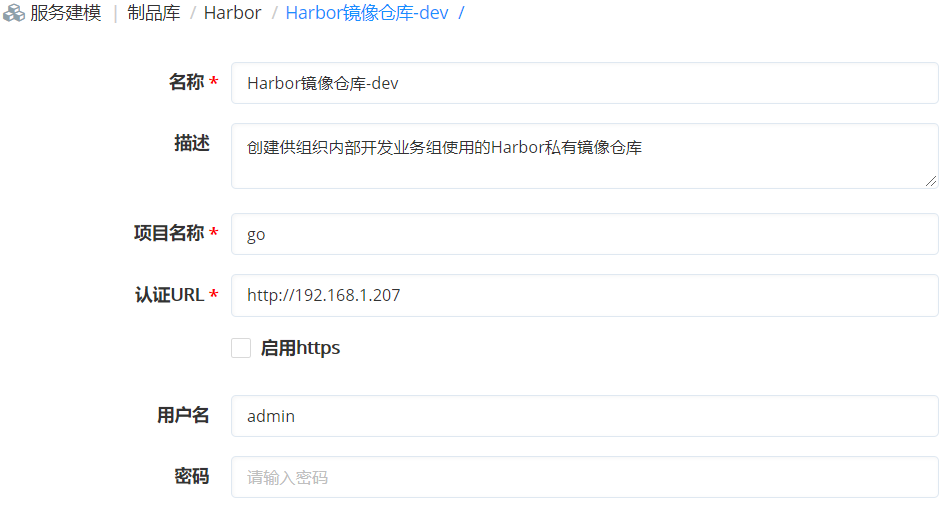 服务建模 | 制品库 / Harbor / Harbor镜像仓库-dev /
名称 * Harbor镜像仓库-dev
描述 创建供组织内部开发业务组使用的Harbor私有镜像仓库
项目名称 * go
认证URL * http://192.168.1.207
启用https
用户名 admin
密码 请输入密码